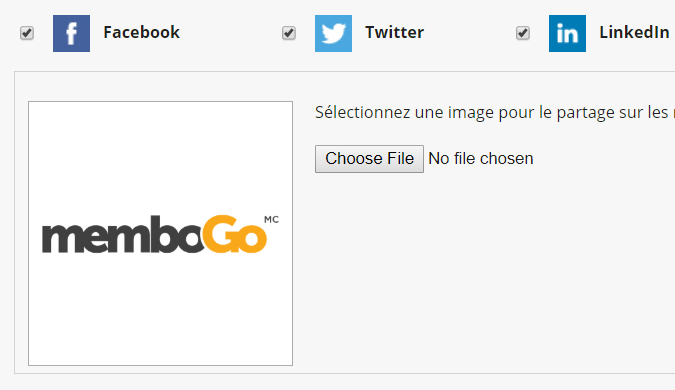 Facebook Twitter LinkedIn
Sélectionnez une image pour le partage sur les
Choose File No file chosen
memboGo MC